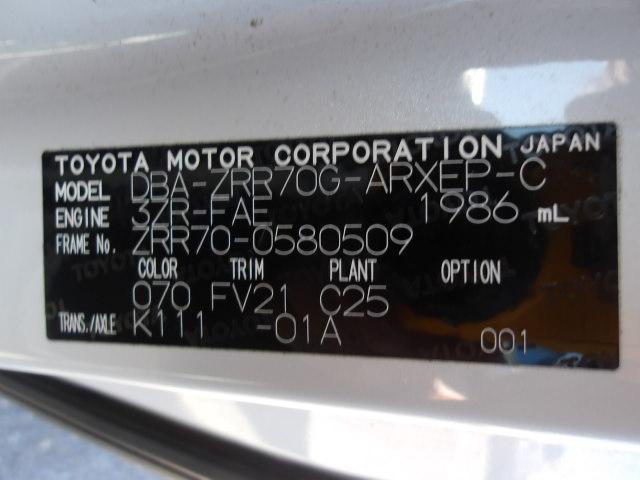 TOYOTA MOTOR CORPORATION JAPAN
MODEL DBA-ZRR70G-ARXEP-C
ENGINE 3ZR-FAE 1986 mL
FRAME No. ZRR70-0580509
COLOR TRIM PLANT OPTION
070 FV21 C25
TRANS./AXLE K111 -01A 001